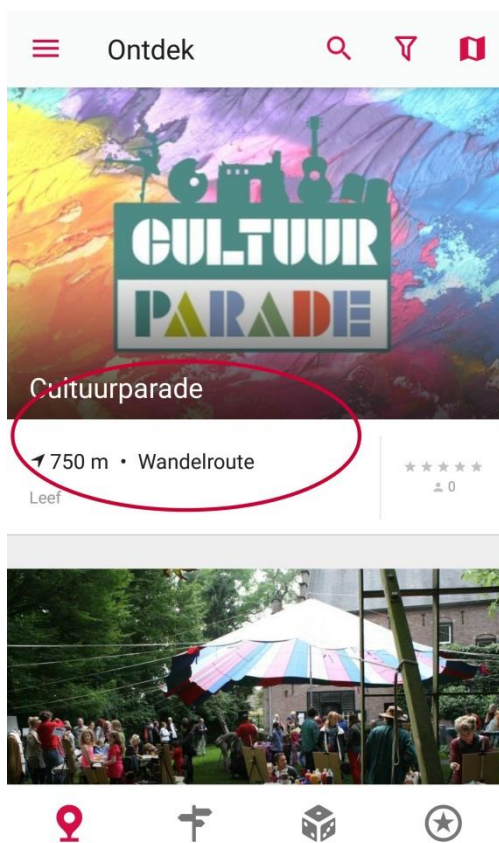 Ontdek
CULTUUR
PARADE
Cultuurparade
750 m • Wandelroute
Leef
0